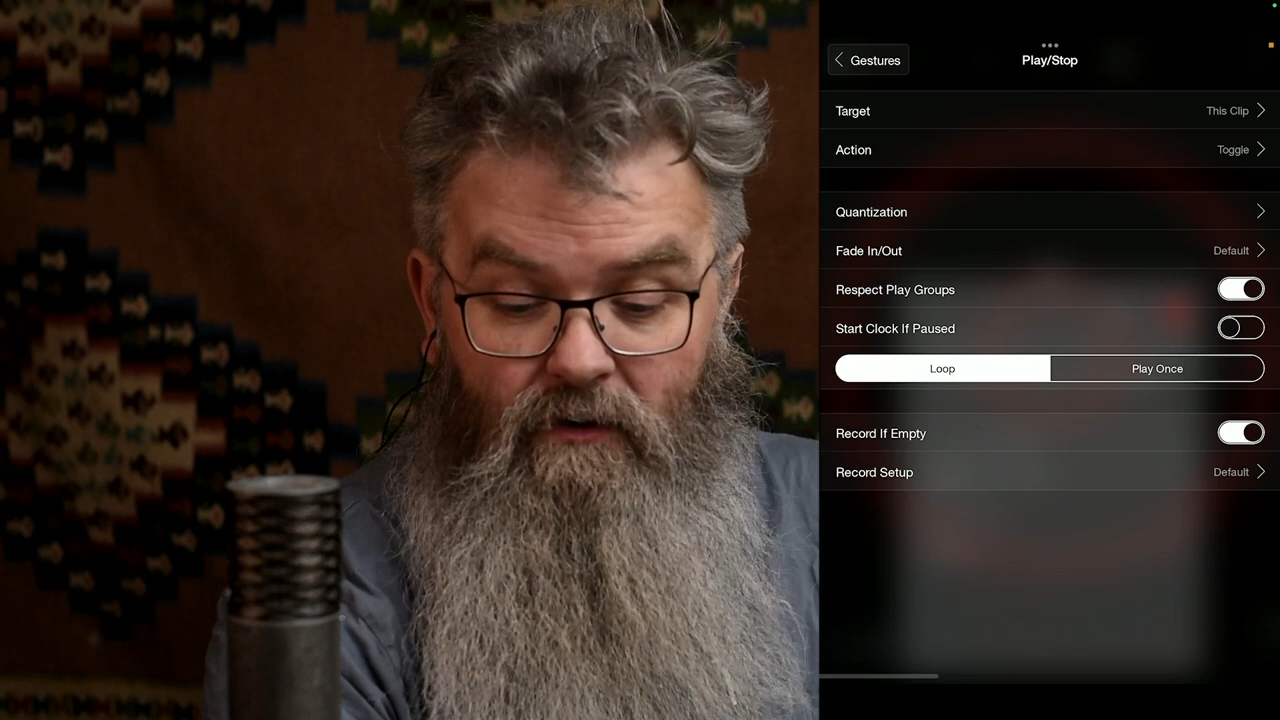 Gestures
Play/Stop
Target This Clip
Action Toggle
Quantization
Fade In/Out Default
Respect Play Groups
Start Clock If Paused
Loop Play Once
Record If Empty
Record Setup Default